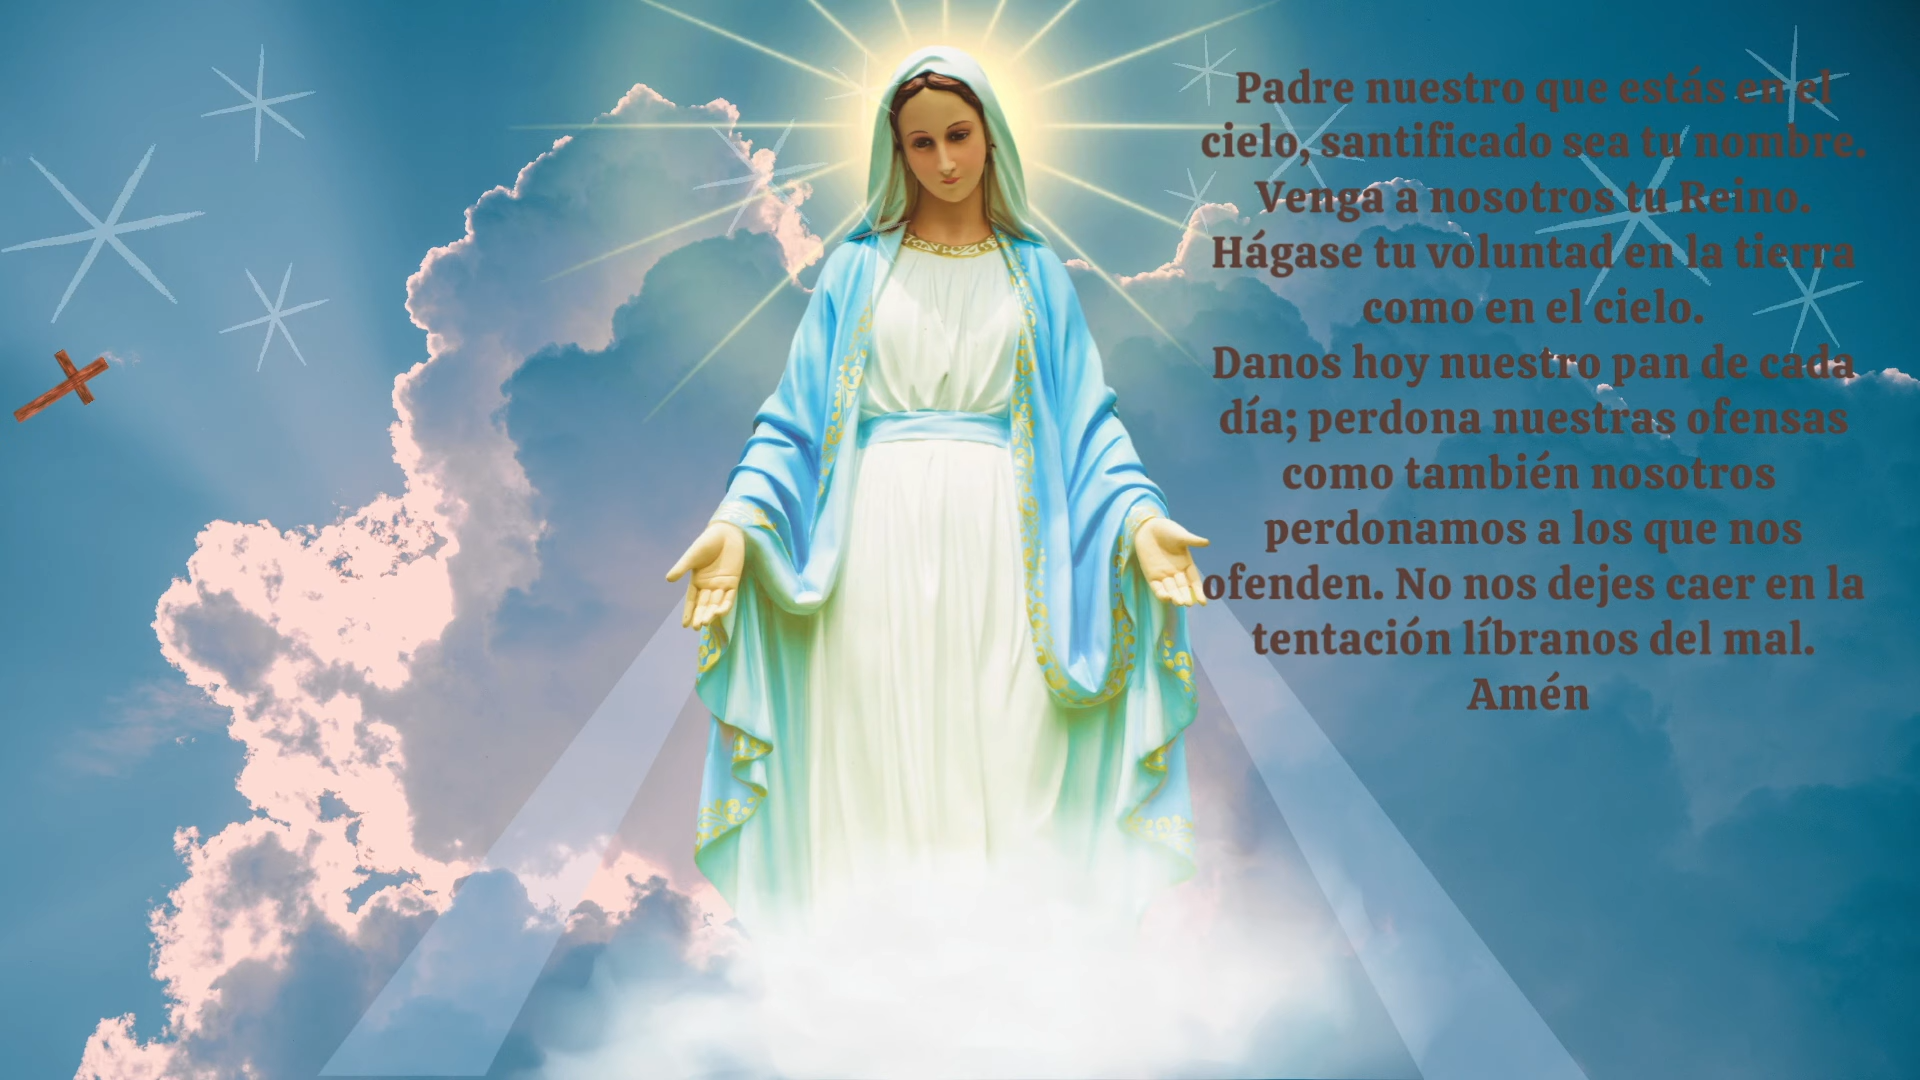 Padre nuestro que estás en el
cielo, santificado sea tu nombre.
Venga a nosotros tu Reino.
Hágase tu voluntad en la tierra
como en el cielo.
Danos hoy nuestro pan de cada
día; perdona nuestras ofensas
como también nosotros
perdonamos a los que nos
ofenden. No nos dejes caer en la
tentación líbranos del mal.
Amén